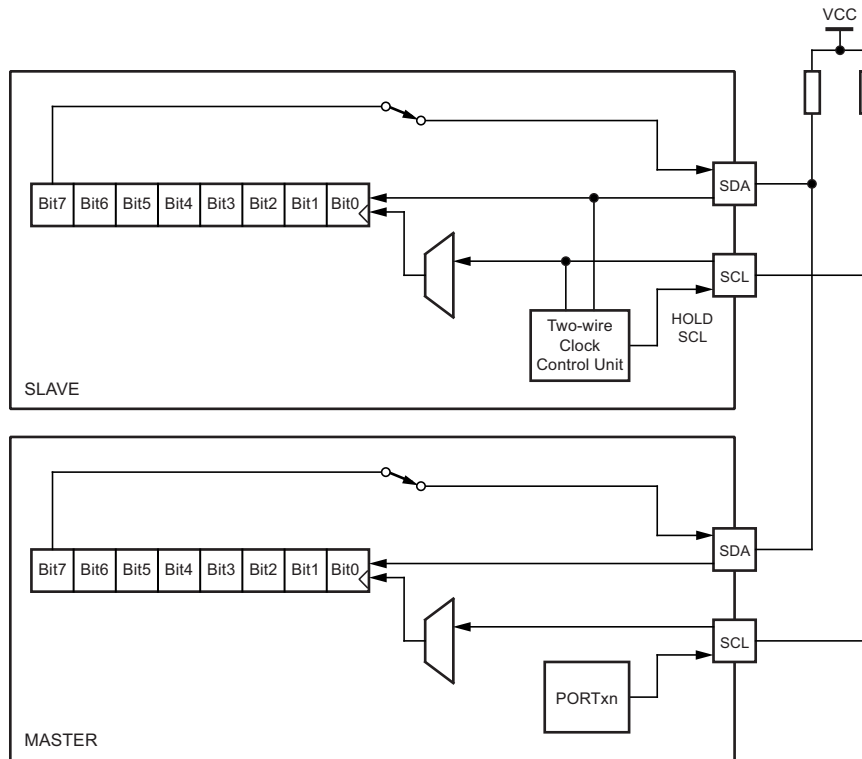 VCC
Bit7 Bit6 Bit5 Bit4 Bit3 Bit2 Bit1 Bit0
SDA
SCL
Two-wire
Clock
Control Unit
HOLD
SCL
SLAVE
Bit7 Bit6 Bit5 Bit4 Bit3 Bit2 Bit1 Bit0
SDA
SCL
PORTxn
MASTER